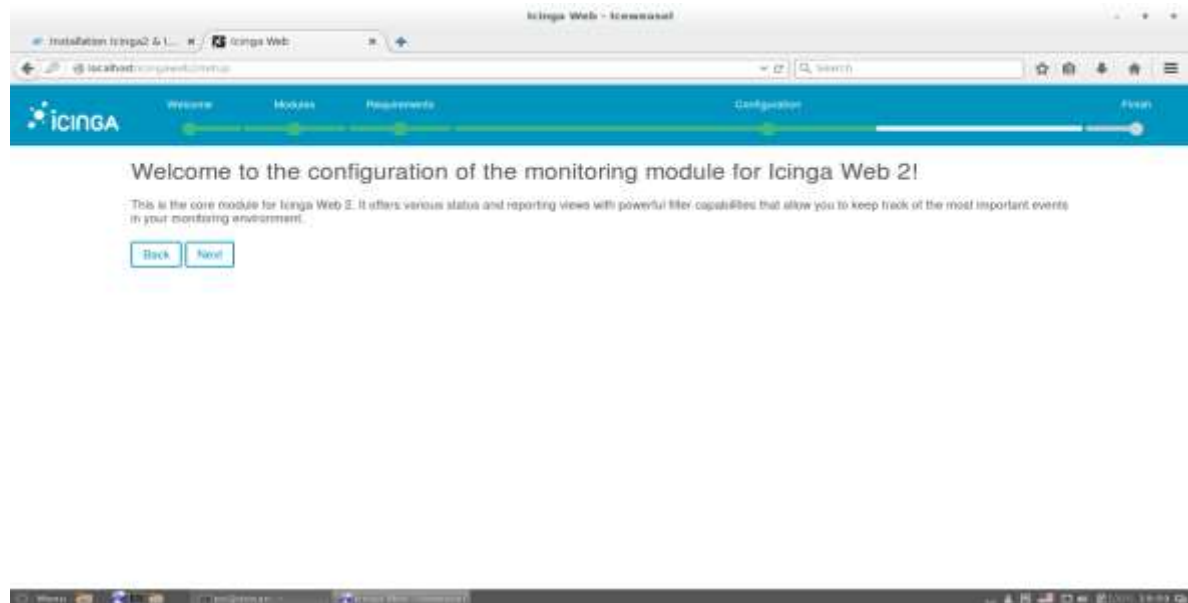 Icinga Web - Iceweasel
Installation Icinga2 & I...
Icinga Web
localhost/icingaweb2/setup
Search
icinga
Welcome
Modules
Requirements
Configuration
Finish
Welcome to the configuration of the monitoring module for Icinga Web 2!
This is the core module for Icinga Web 2. It offers various status and reporting views with powerful filter capabilities that allow you to keep track of the most important events
in your monitoring environment.
Back
Next
Menu